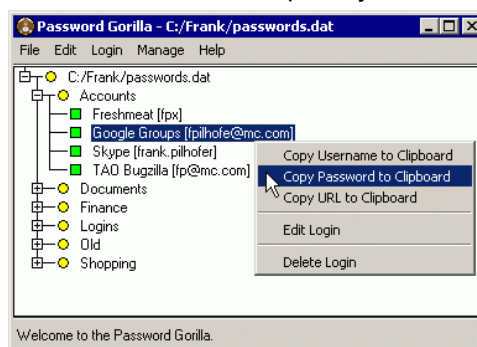 Password Gorilla - C:/Frank/passwords.dat
File Edit Login Manage Help
C:/Frank/passwords.dat
Accounts
Freshmeat [fpx]
Google Groups [fpilhofe@mc.com]
Skype [frank.pilhofer]
TAO Bugzilla [fp@mc.com]
Documents
Finance
Logins
Old
Shopping
Copy Username to Clipboard
Copy Password to Clipboard
Copy URL to Clipboard
Edit Login
Delete Login
Welcome to the Password Gorilla.